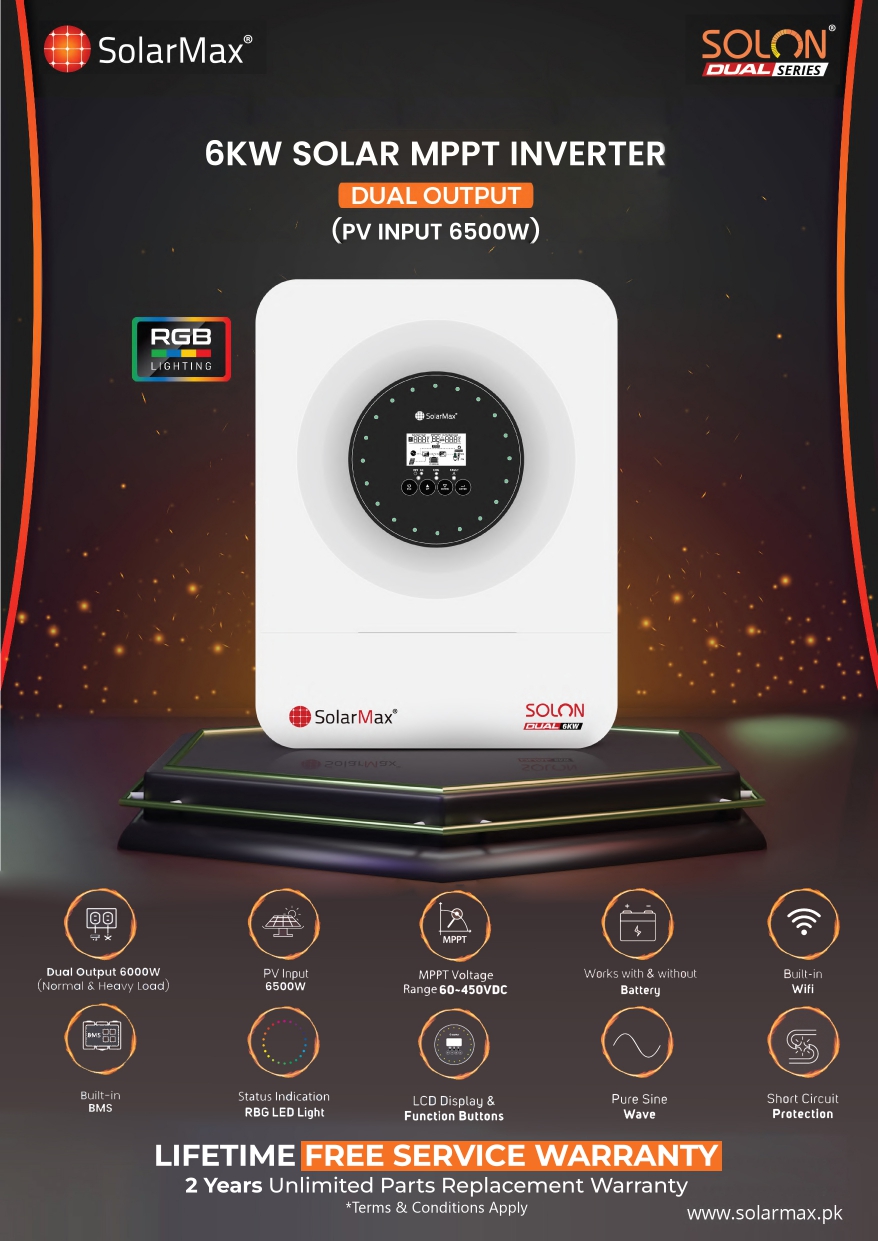 SolarMax®
SOLON®
DUAL SERIES
6KW SOLAR MPPT INVERTER
DUAL OUTPUT
(PV INPUT 6500W)
RGB
LIGHTING
SolarMax®
SolarMax®
SOLON
DUAL 6KW
MPPT
Dual Output 6000W
(Normal & Heavy Load)
PV Input
6500W
MPPT Voltage
Range 60~450VDC
Works with & without
Battery
Built-in
Wifi
BMS
Built-in
BMS
Status Indication
RBG LED Light
LCD Display &
Function Buttons
Pure Sine
Wave
Short Circuit
Protection
LIFETIME FREE SERVICE WARRANTY
2 Years Unlimited Parts Replacement Warranty
*Terms & Conditions Apply
www.solarmax.pk